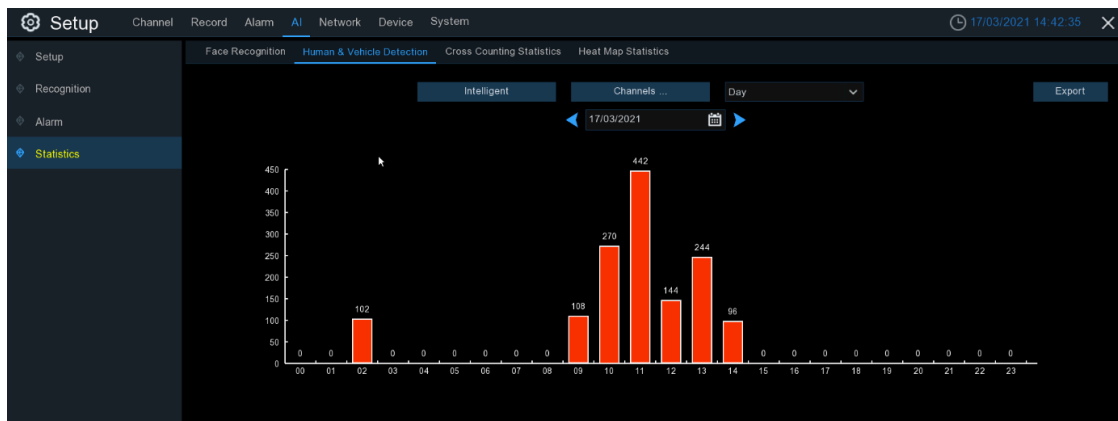 Setup Channel Record Alarm AI Network Device System 17/03/2021 14:42:35
Setup
Recognition
Alarm
Statistics
Face Recognition Human & Vehicle Detection Cross Counting Statistics Heat Map Statistics
Intelligent Channels ... Day Export
17/03/2021
450
400
350
300
250
200
150
100
50
0
0 0 102 0 0 0 0 0 0 108 270 442 144 244 96 0 0 0 0 0 0 0 0 0
00 01 02 03 04 05 06 07 08 09 10 11 12 13 14 15 16 17 18 19 20 21 22 23